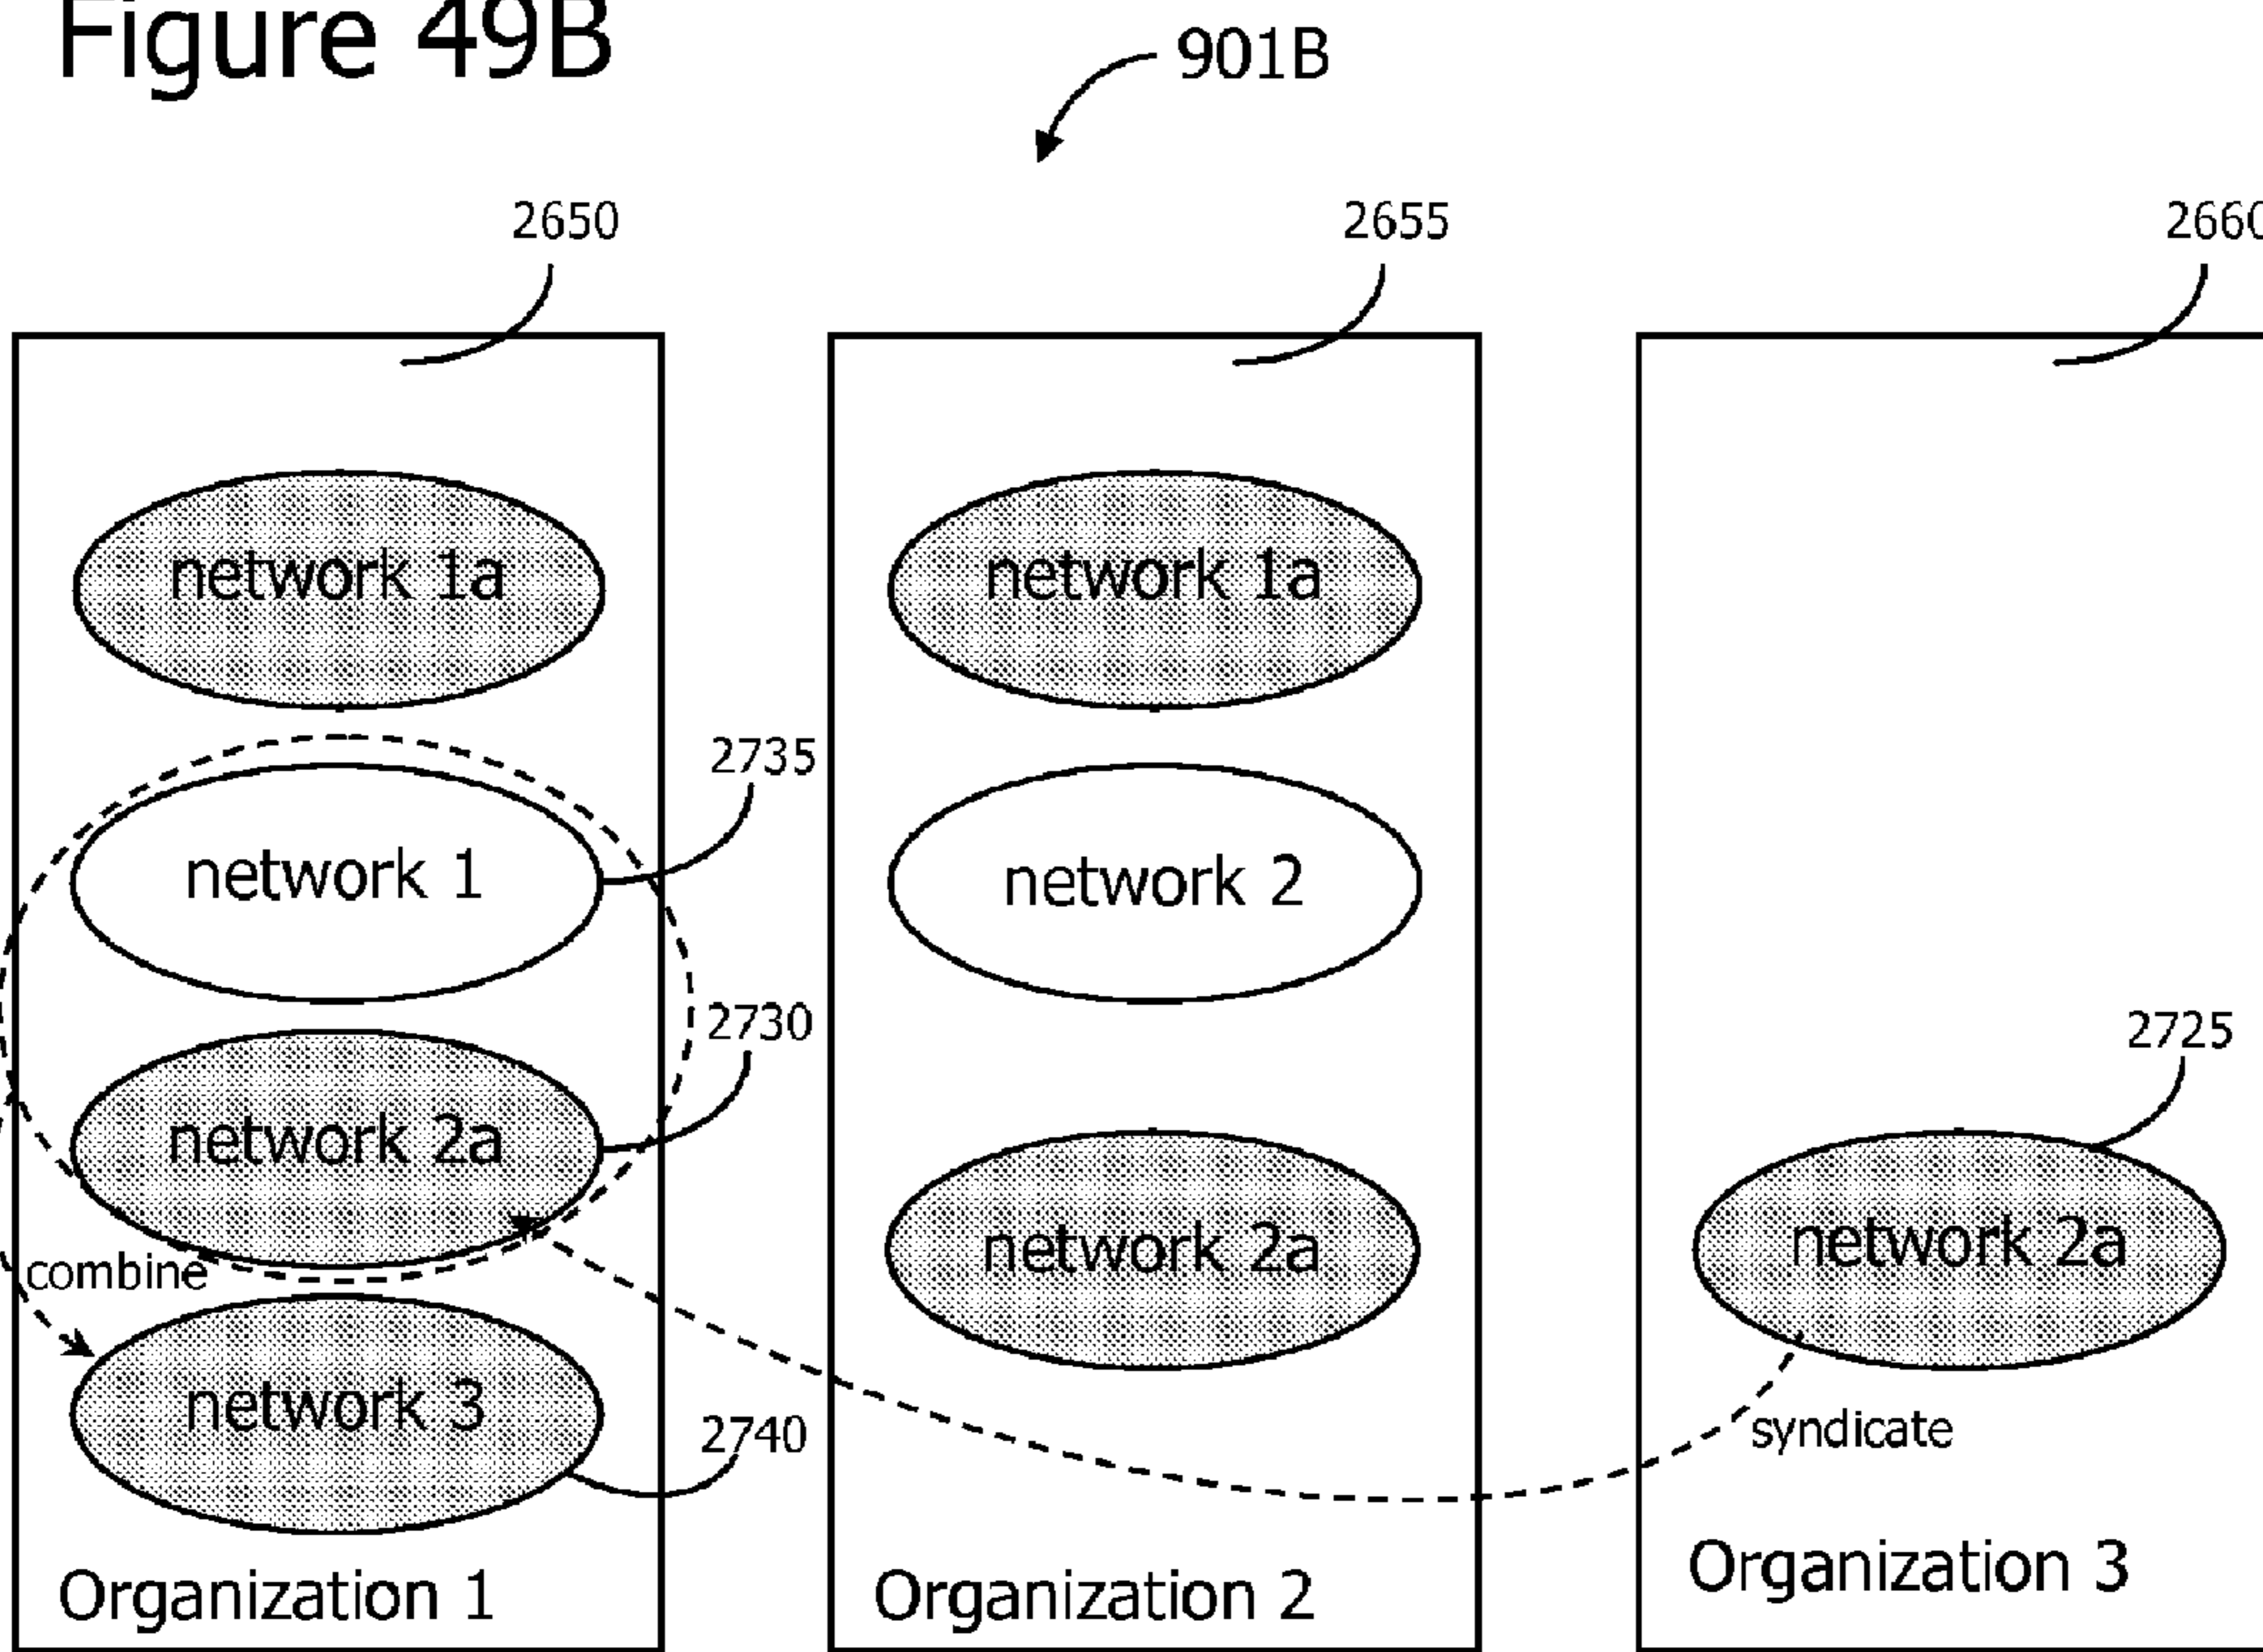 Figure 49B
901B
2650
2655
2660
network 1a
network 1a
2735
network 1
network 2
2730
2725
network 2a
network 2a
network 2a
combine
network 3
2740
syndicate
Organization 1
Organization 2
Organization 3